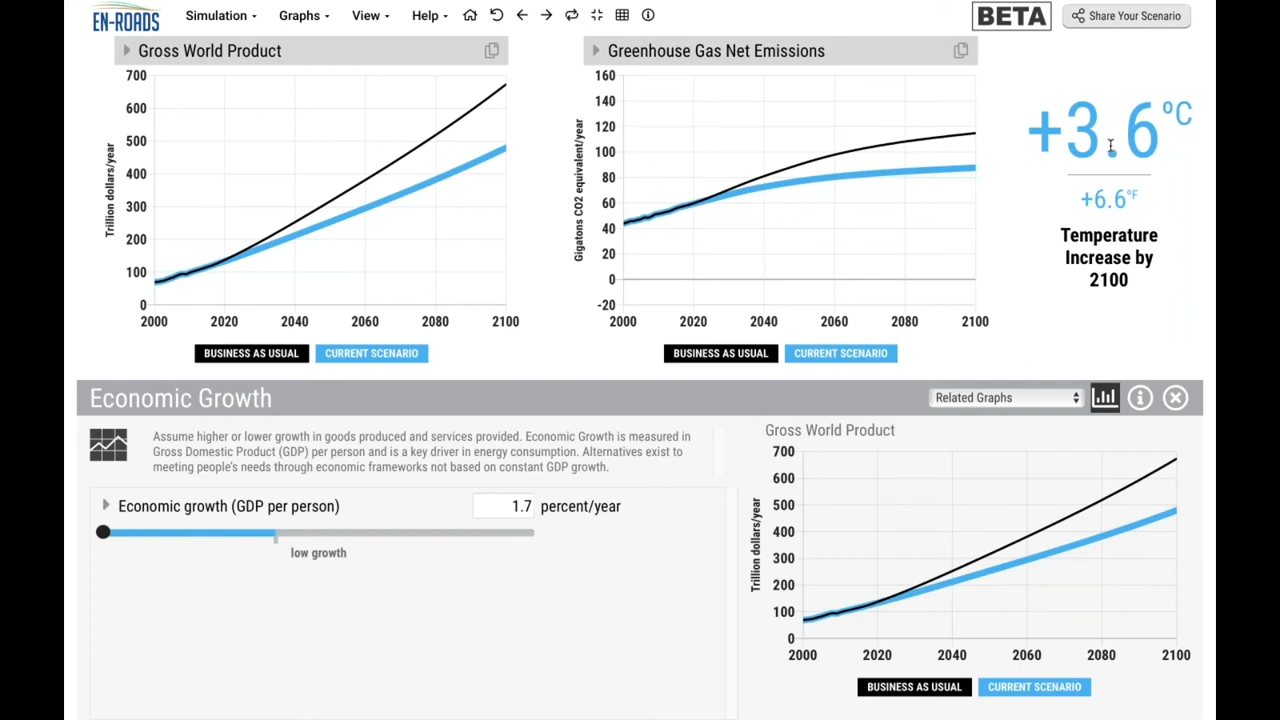 EN-ROADS
Simulation Graphs View Help
BETA
Share Your Scenario
Gross World Product
700
600
500
400
300
200
100
0
Trillion dollars/year
2000 2020 2040 2060 2080 2100
BUSINESS AS USUAL CURRENT SCENARIO
Greenhouse Gas Net Emissions
160
140
120
100
80
60
40
20
0
-20
Gigatons CO2 equivalent/year
2000 2020 2040 2060 2080 2100
BUSINESS AS USUAL CURRENT SCENARIO
+3.6°C
+6.6°F
Temperature
Increase by
2100
Economic Growth
Related Graphs
Assume higher or lower growth in goods produced and services provided. Economic Growth is measured in
Gross Domestic Product (GDP) per person and is a key driver in energy consumption. Alternatives exist to
meeting people's needs through economic frameworks not based on constant GDP growth.
Economic growth (GDP per person) 1.7 percent/year
low growth
Gross World Product
700
600
500
400
300
200
100
0
Trillion dollars/year
2000 2020 2040 2060 2080 2100
BUSINESS AS USUAL CURRENT SCENARIO